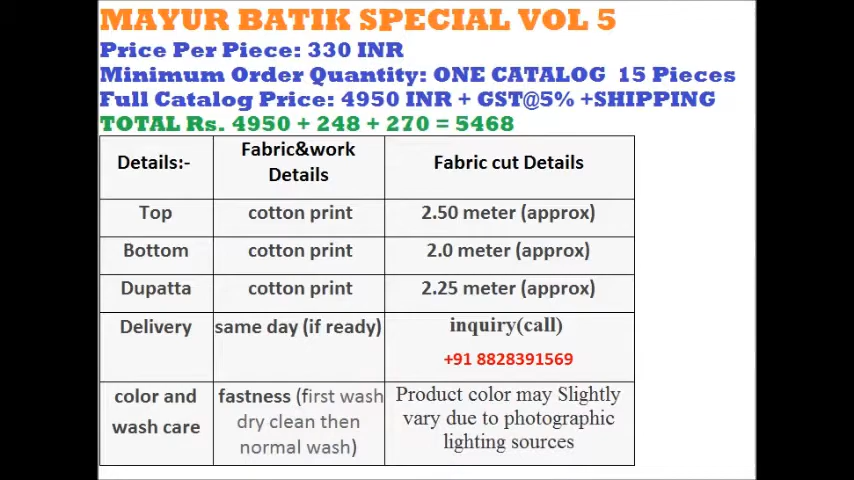 MAYUR BATIK SPECIAL VOL 5
Price Per Piece: 330 INR
Minimum Order Quantity: ONE CATALOG 15 Pieces
Full Catalog Price: 4950 INR + GST@5% +SHIPPING
TOTAL Rs. 4950 + 248 + 270 = 5468
Details:-
Fabric&work
Details
Fabric cut Details
Top
cotton print
2.50 meter (approx)
Bottom
cotton print
2.0 meter (approx)
Dupatta
cotton print
2.25 meter (approx)
Delivery
same day (if ready)
inquiry(call)
+91 8828391569
color and
wash care
fastness (first wash
dry clean then
normal wash)
Product color may Slightly
vary due to photographic
lighting sources